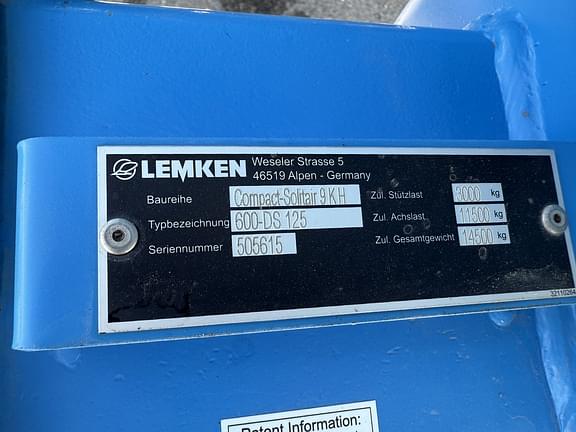 LEMKEN Weseler Strasse 5
46519 Alpen - Germany
Baureihe Compact-Solitair 9 K H Zul. Stützlast 3000 kg
Typbezeichnung 600-DS 125 Zul. Achslast 11500 kg
Seriennummer 505615 Zul. Gesamtgewicht 14500 kg
32110264
Patent Information: